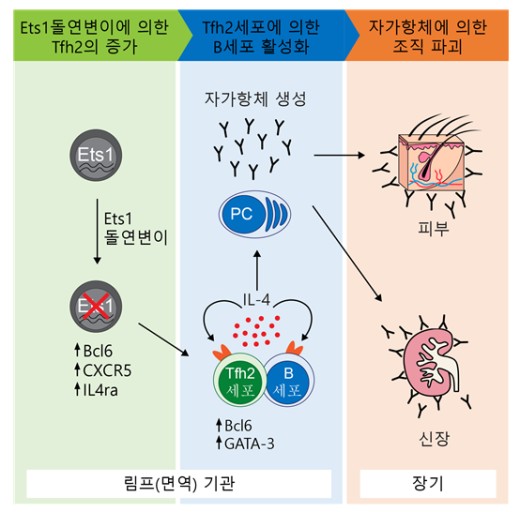 Ets1돌연변이에 의한
Tfh2의 증가
Tfh2세포에 의한
B세포 활성화
자가항체에 의한
조직 파괴
Ets1
Ets1
돌연변이
Ets1
↑Bcl6
↑CXCR5
↑IL4ra
자가항체 생성
PC
IL-4
Tfh2
세포
B
세포
↑Bcl6
↑GATA-3
피부
신장
림프(면역) 기관
장기